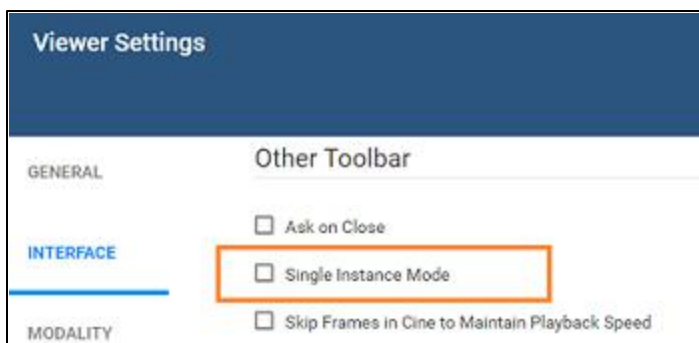 Viewer Settings
GENERAL
Other Toolbar
Ask on Close
INTERFACE
Single Instance Mode
MODALITY
Skip Frames in Cine to Maintain Playback Speed